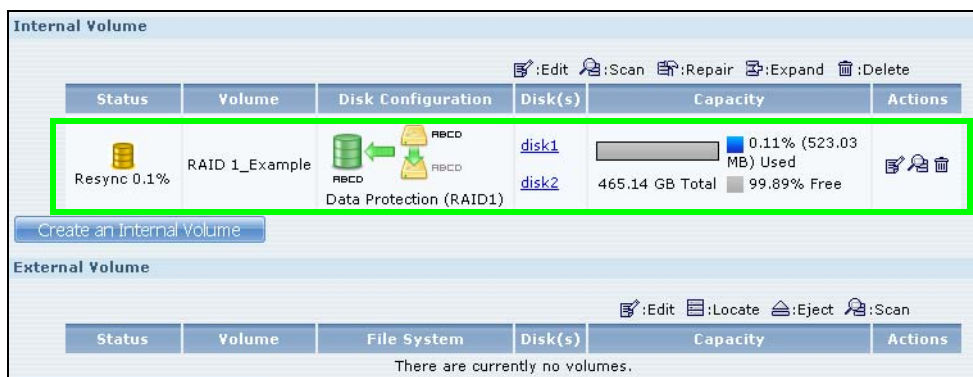 Internal Volume
:Edit :Scan :Repair :Expand :Delete
Status Volume Disk Configuration Disk(s) Capacity Actions
Resync 0.1%
RAID 1_Example
ABCD
ABCD
ABCD
Data Protection (RAID1)
disk1
disk2
0.11% (523.03
MB) Used
465.14 GB Total 99.89% Free
Create an Internal Volume
External Volume
:Edit :Locate :Eject :Scan
Status Volume File System Disk(s) Capacity Actions
There are currently no volumes.